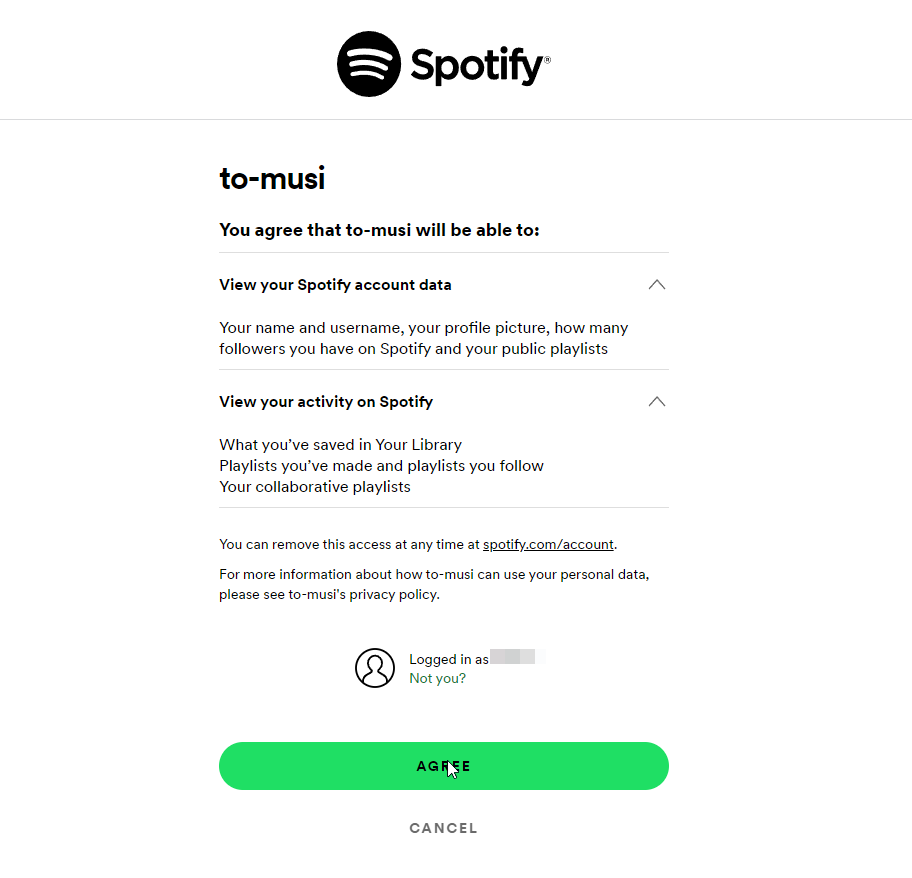 Spotify®
to-musi
You agree that to-musi will be able to:
View your Spotify account data
Your name and username, your profile picture, how many
followers you have on Spotify and your public playlists
View your activity on Spotify
What you’ve saved in Your Library
Playlists you’ve made and playlists you follow
Your collaborative playlists
You can remove this access at any time at spotify.com/account.
For more information about how to-musi can use your personal data,
please see to-musi's privacy policy.
Logged in as
Not you?
AGREE
CANCEL